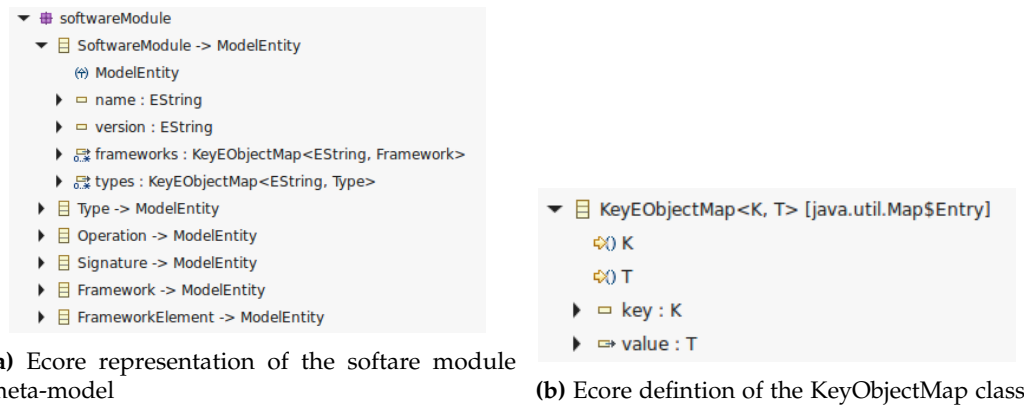 softwareModule
SoftwareModule -> ModelEntity
ModelEntity
name : EString
version : EString
0..* frameworks : KeyEObjectMap<EString, Framework>
0..* types : KeyEObjectMap<EString, Type>
Type -> ModelEntity
Operation -> ModelEntity
Signature -> ModelEntity
Framework -> ModelEntity
FrameworkElement -> ModelEntity
a) Ecore representation of the softare module
meta-model
KeyEObjectMap<K, T> [java.util.Map$Entry]
K
T
key : K
value : T
(b) Ecore defintion of the KeyObjectMap class